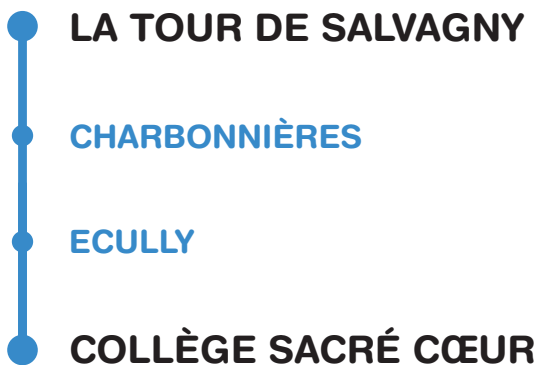 LA TOUR DE SALVAGNY
CHARBONNIÈRES
ECULLY
COLLÈGE SACRÉ CŒUR